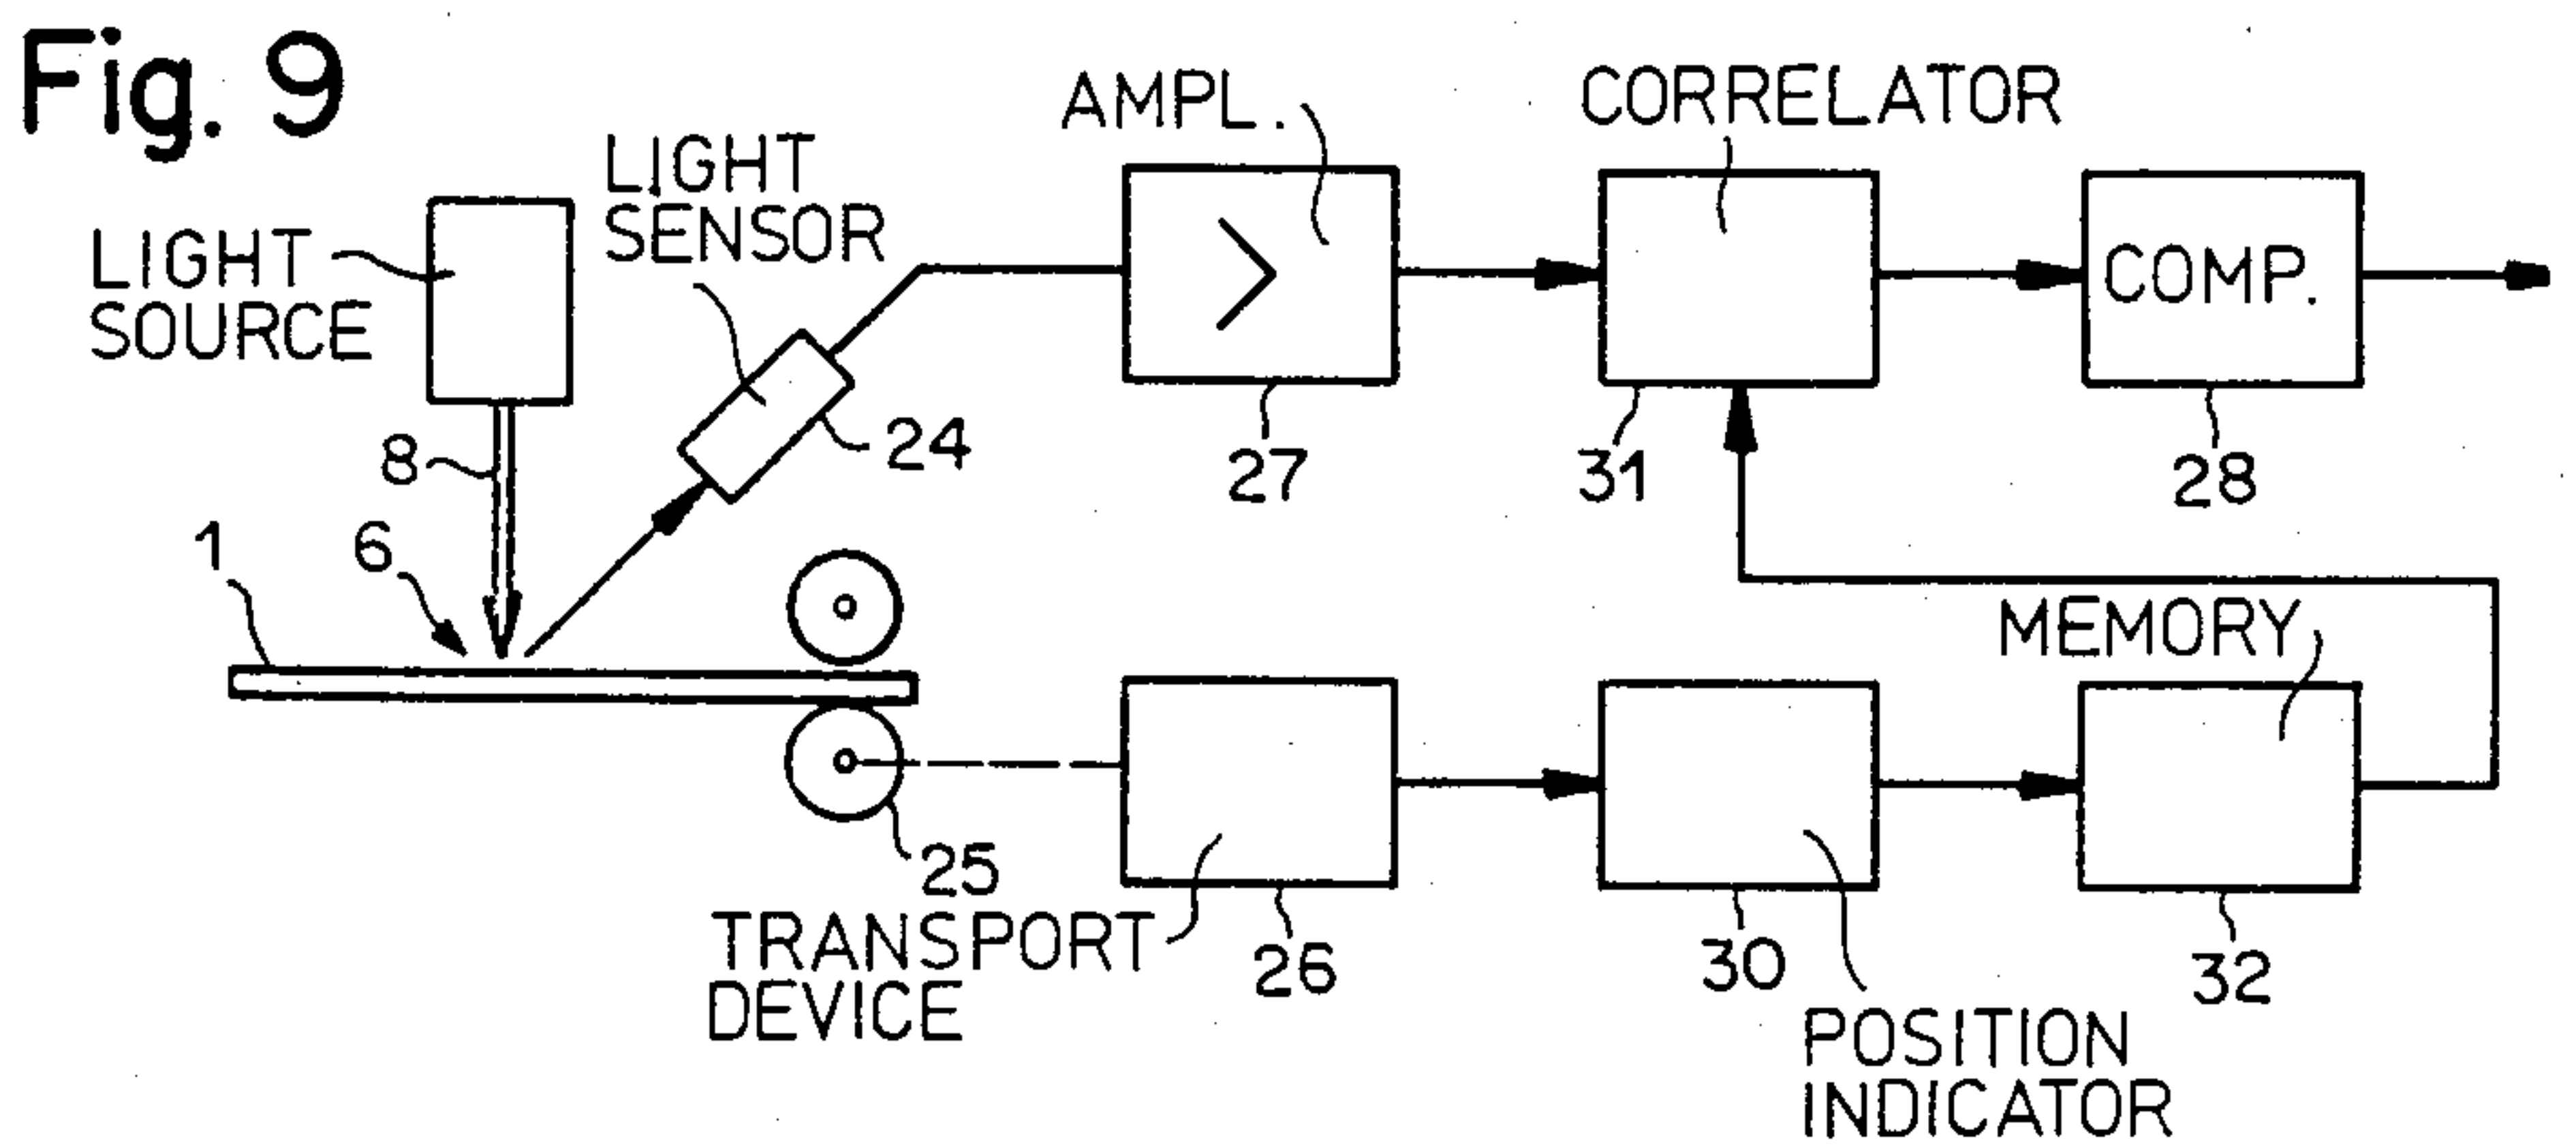 Fig. 9
LIGHT
SOURCE
LIGHT
SENSOR
AMPL.
CORRELATOR
COMP.
8
24
27
31
28
1
6
MEMORY
25
TRANSPORT
DEVICE
26
30
32
POSITION
INDICATOR